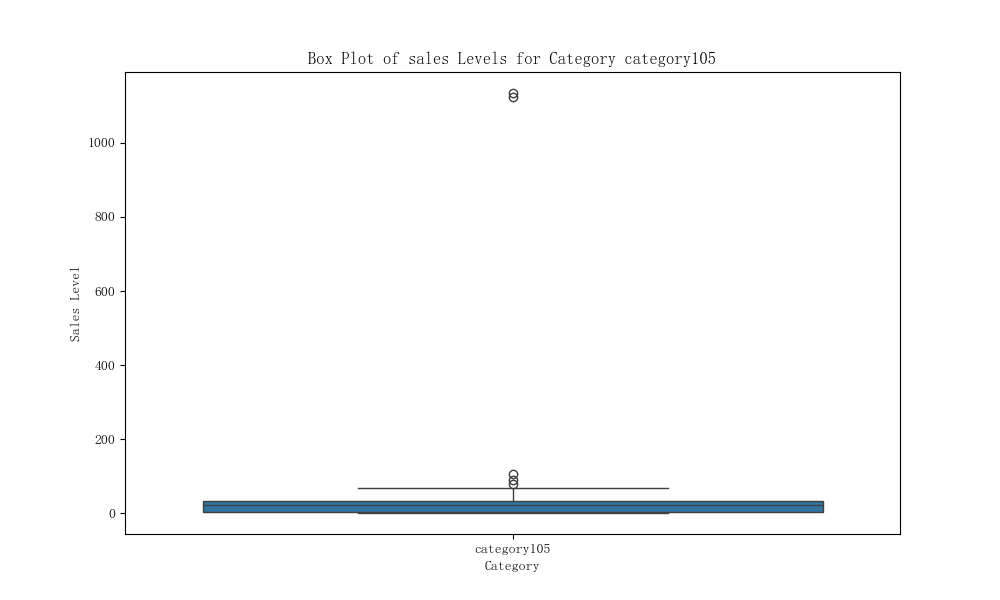 Box Plot of sales Levels for Category category105
1000
800
600
400
200
0
Sales Level
category105
Category